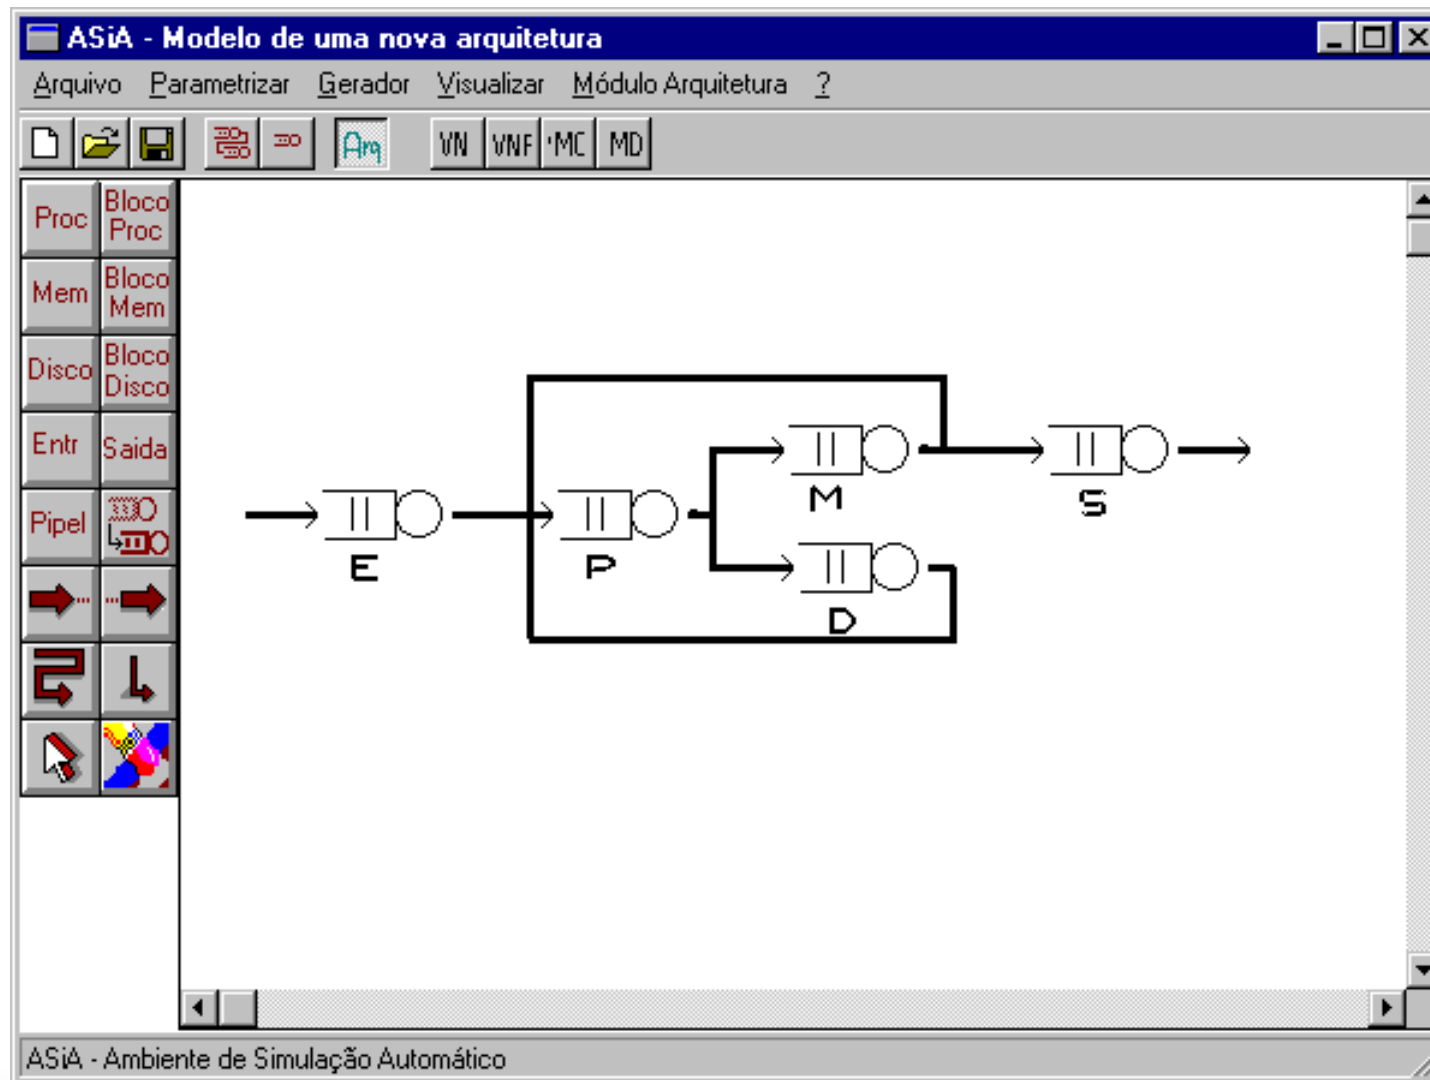 ASiA - Modelo de uma nova arquitetura
Arquivo Parametrizar Gerador Visualizar Módulo Arquitetura ?
Arq VN VNF MC MD
Proc Bloco Proc
Mem Bloco Mem
Disco Bloco Disco
Entr Saida
Pipel
M
S
E
P
D
ASiA - Ambiente de Simulação Automático